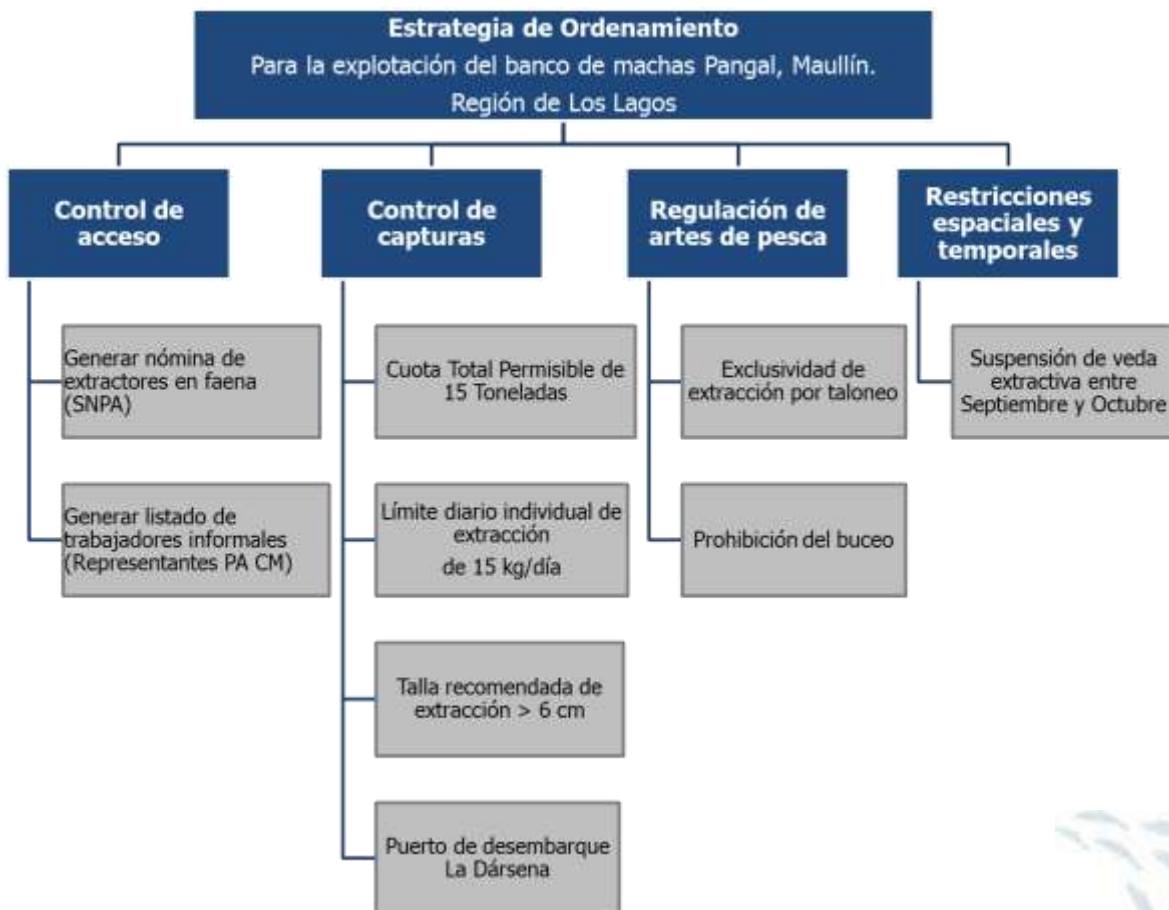 Estrategia de Ordenamiento
Para la explotación del banco de machas Pangal, Maullín.
Región de Los Lagos
Control de
acceso
Control de
capturas
Regulación de
artes de pesca
Restricciones
espaciales y
temporales
Generar nómina de
extractores en faena
(SNPA)
Generar listado de
trabajadores informales
(Representantes PA CM)
Cuota Total Permisible de
15 Toneladas
Límite diario individual de
extracción
de 15 kg/día
Talla recomendada de
extracción > 6 cm
Puerto de desembarque
La Dársena
Exclusividad de
extracción por taloneo
Prohibición del buceo
Suspensión de veda
extractiva entre
Septiembre y Octubre